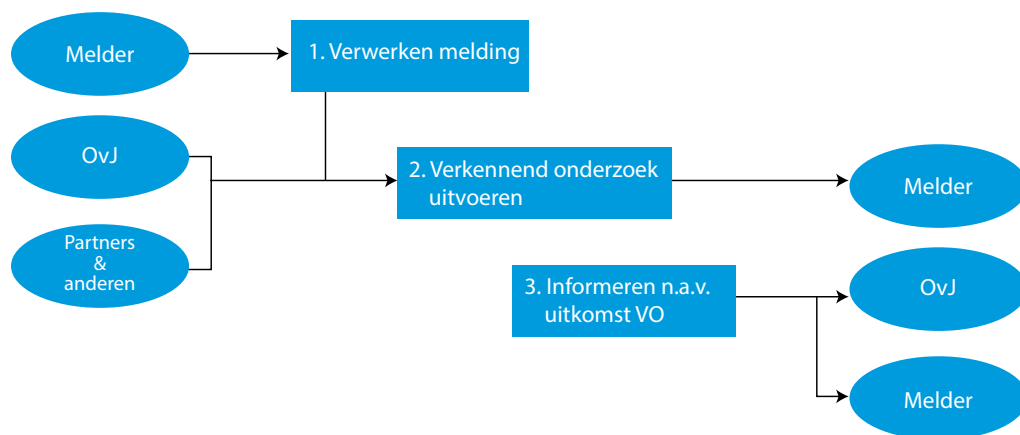 Melder
1. Verwerken melding
OvJ
2. Verkennend onderzoek
uitvoeren
Melder
Partners
&
anderen
3. Informeren n.a.v.
uitkomst VO
OvJ
Melder